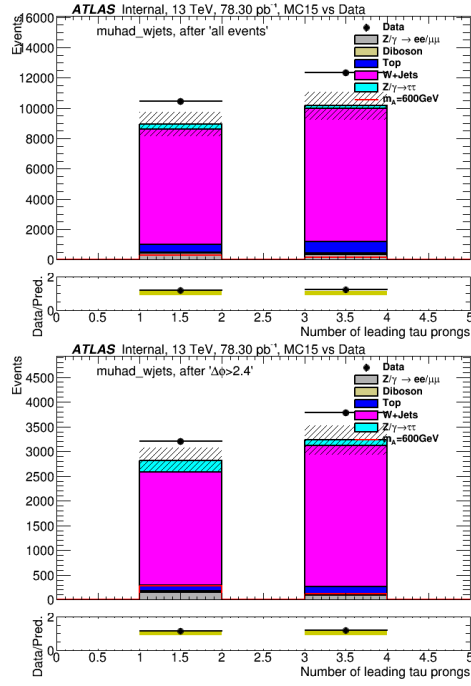 ATLAS Internal, 13 TeV, 78.30 pb⁻¹, MC15 vs Data
Events
16000
14000
12000
10000
8000
6000
4000
2000
0
muhad_wjets, after 'all events'
Data
Z/γ → ee/μμ
Diboson
Top
W+Jets
Z/γ→ττ
m_A=600GeV
Data/Pred.
2
0
0 0.5 1 1.5 2 2.5 3 3.5 4 4.5 5
Number of leading tau prongs
ATLAS Internal, 13 TeV, 78.30 pb⁻¹, MC15 vs Data
Events
4500
4000
3500
3000
2500
2000
1500
1000
500
0
muhad_wjets, after 'Δϕ>2.4'
Data
Z/γ → ee/μμ
Diboson
Top
W+Jets
Z/γ→ττ
m_A=600GeV
Data/Pred.
2
0
0 0.5 1 1.5 2 2.5 3 3.5 4 4.5 5
Number of leading tau prongs